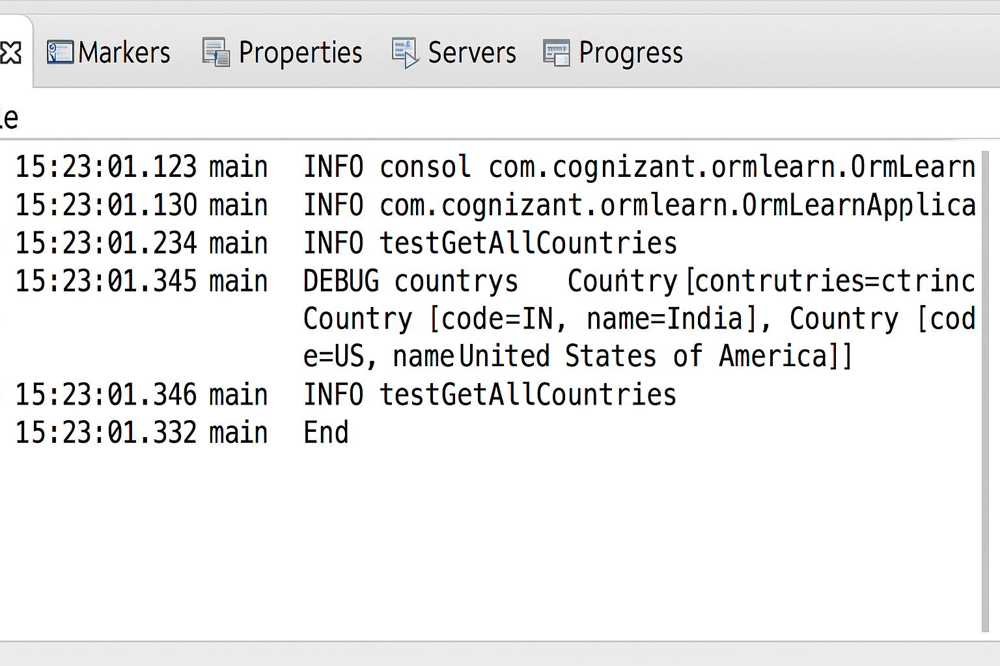 Markers Properties Servers Progress
le
15:23:01.123 main INFO consol com.cognizant.ormlearn.OrmLearn
15:23:01.130 main INFO com.cognizant.ormlearn.OrmLearnApplica
15:23:01.234 main INFO testGetAllCountries
15:23:01.345 main DEBUG countrys Country[contrutries=ctrinc
Country [code=IN, name=India], Country [cod
e=US, nameUnited States of America]]
15:23:01.346 main INFO testGetAllCountries
15:23:01.332 main End